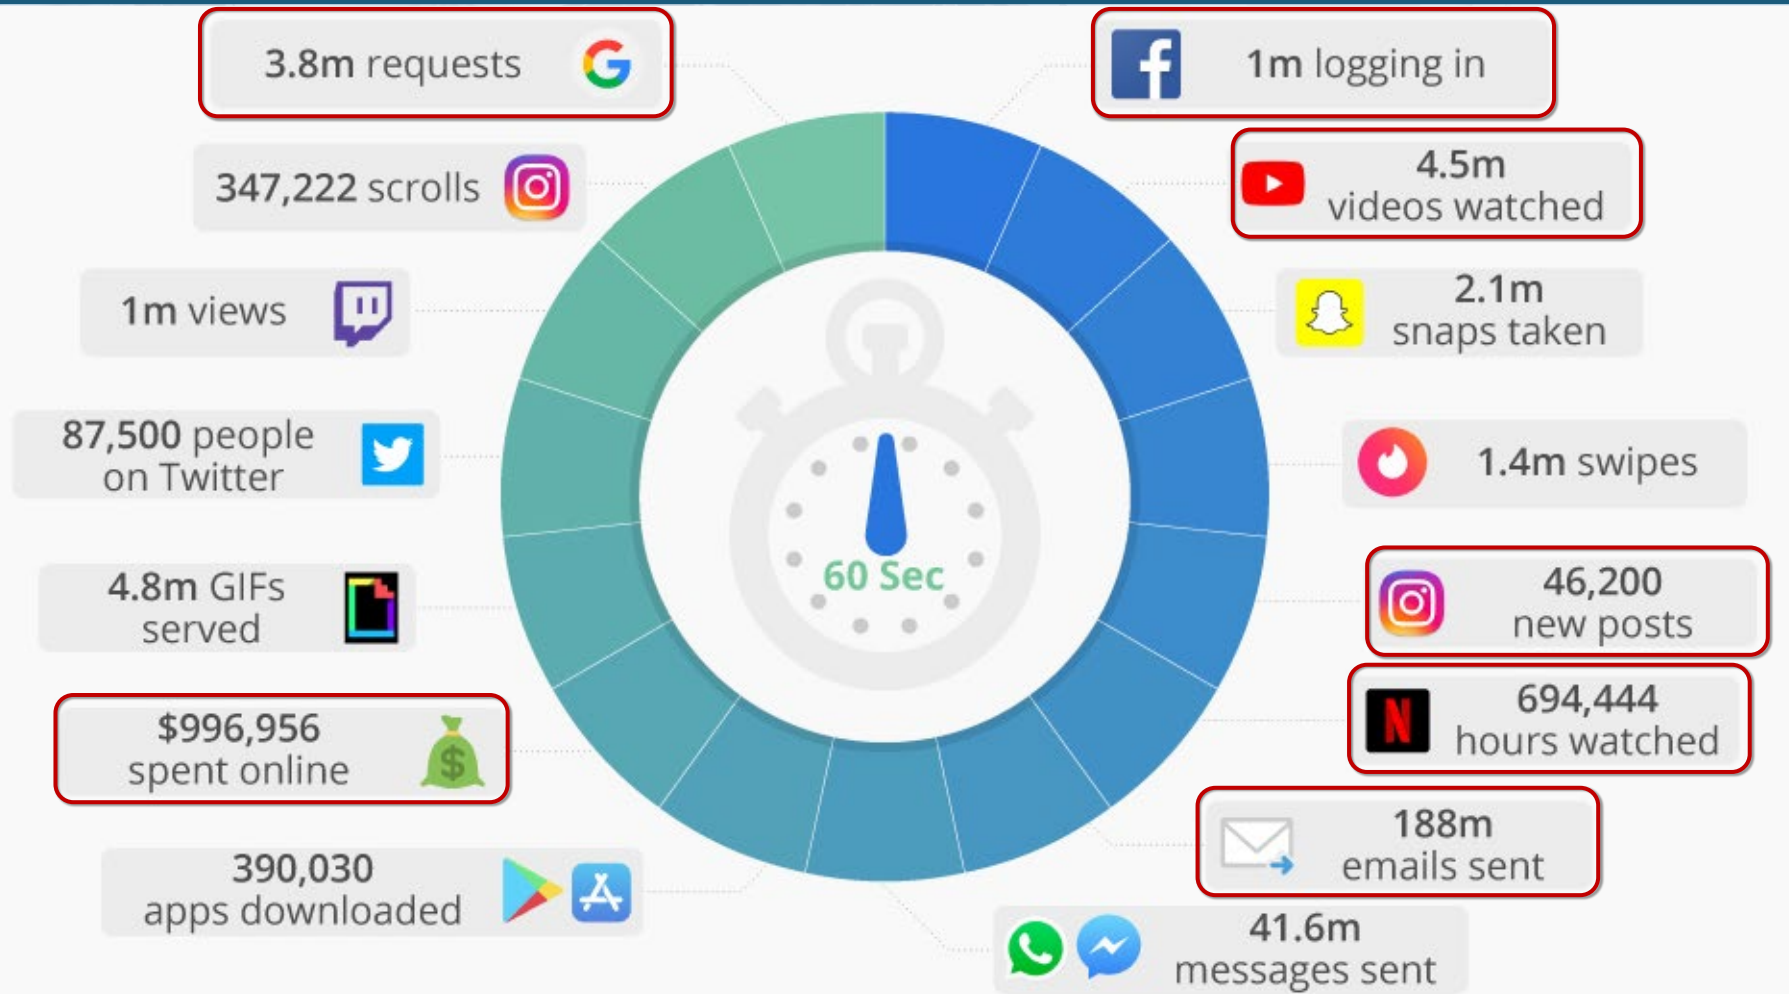 3.8m requests
1m logging in
347,222 scrolls
4.5m
videos watched
1m views
2.1m
snaps taken
87,500 people
on Twitter
1.4m swipes
60 Sec
4.8m GIFs
served
46,200
new posts
$996,956
spent online
694,444
hours watched
390,030
apps downloaded
188m
emails sent
41.6m
messages sent